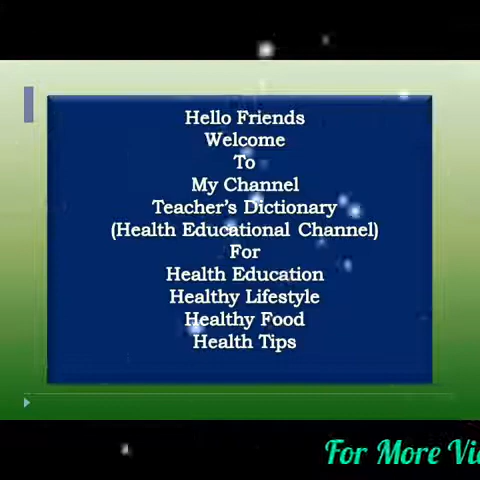 Hello Friends
Welcome
To
My Channel
Teacher's Dictionary
(Health Educational Channel)
For
Health Education
Healthy Lifestyle
Healthy Food
Health Tips
For More